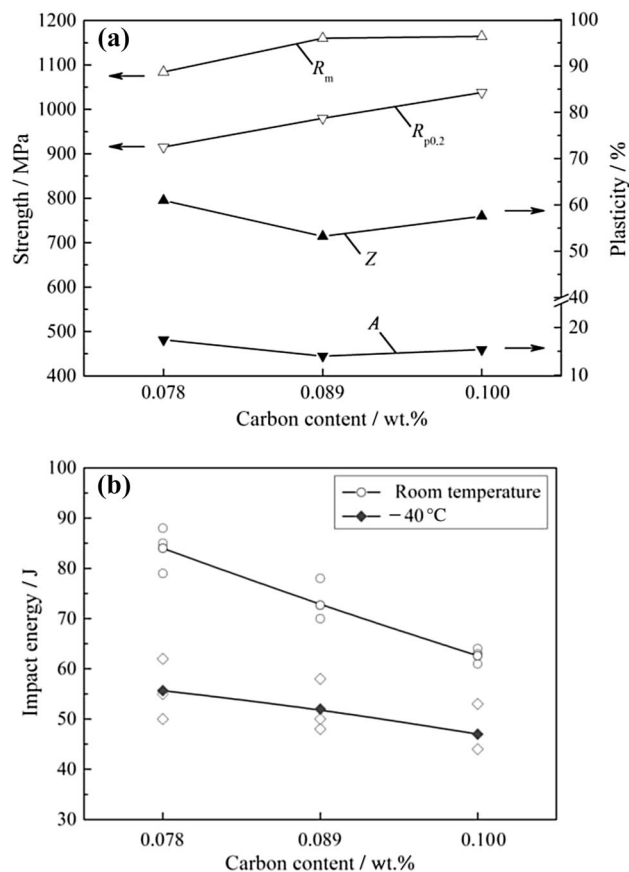 (a)
1200
1100
1000
900
800
700
600
500
400
Strength / MPa
100
90
80
70
60
50
40
20
10
Plasticity / %
Rm
Rp0.2
Z
A
0.078 0.089 0.100
Carbon content / wt.%
(b)
100
90
80
70
60
50
40
30
Impact energy / J
Room temperature
−40 °C
0.078 0.089 0.100
Carbon content / wt.%